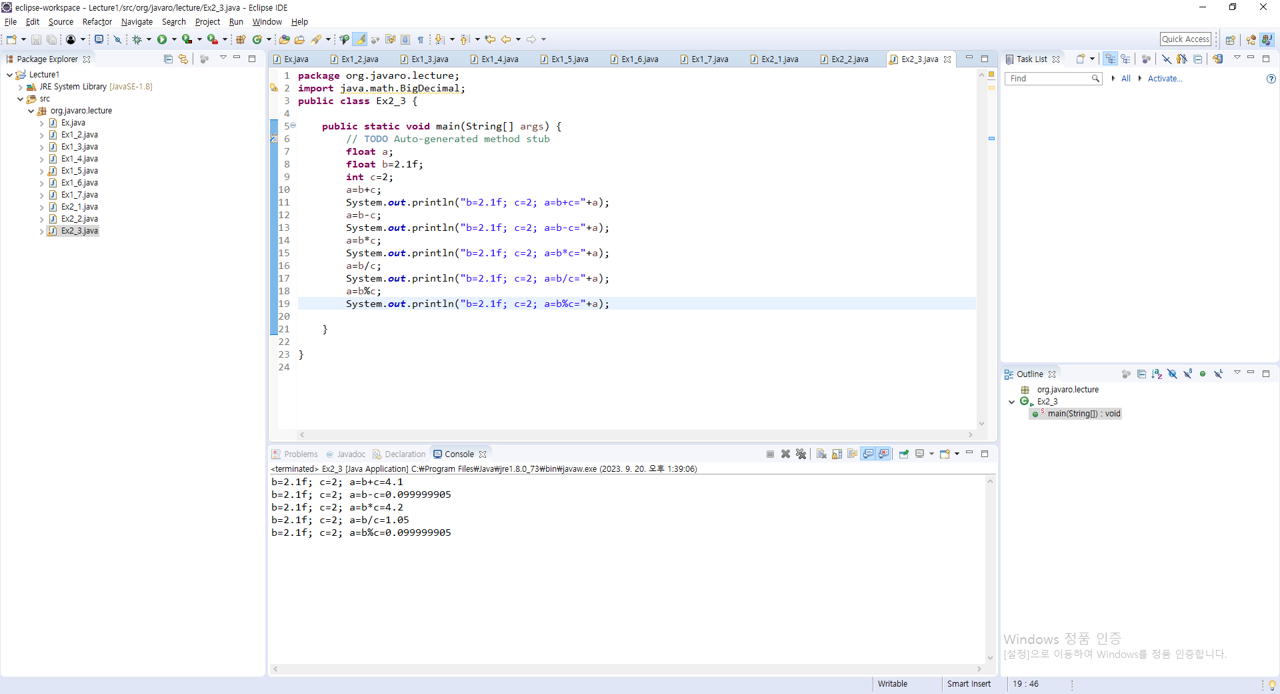 eclipse-workspace - Lecture1/src/org/javaro/lecture/Ex2_3.java - Eclipse IDE
File Edit Source Refactor Navigate Search Project Run Window Help
Quick Access
Package Explorer
Lecture1
JRE System Library [JavaSE-1.8]
src
org.javaro.lecture
Ex.java
Ex1_2.java
Ex1_3.java
Ex1_4.java
Ex1_5.java
Ex1_6.java
Ex1_7.java
Ex2_1.java
Ex2_2.java
Ex2_3.java
Ex.java Ex1_2.java Ex1_3.java Ex1_4.java Ex1_5.java Ex1_6.java Ex1_7.java Ex2_1.java Ex2_2.java Ex2_3.java
1 package org.javaro.lecture;
2 import java.math.BigDecimal;
3 public class Ex2_3 {
4
5 public static void main(String[] args) {
6 // TODO Auto-generated method stub
7 float a;
8 float b=2.1f;
9 int c=2;
10 a=b+c;
11 System.out.println("b=2.1f; c=2; a=b+c="+a);
12 a=b-c;
13 System.out.println("b=2.1f; c=2; a=b-c="+a);
14 a=b*c;
15 System.out.println("b=2.1f; c=2; a=b*c="+a);
16 a=b/c;
17 System.out.println("b=2.1f; c=2; a=b/c="+a);
18 a=b%c;
19 System.out.println("b=2.1f; c=2; a=b%c="+a);
20
21 }
22
23 }
24
Problems Javadoc Declaration Console
<terminated> Ex2_3 [Java Application] C:₩Program Files₩Java₩jre1.8.0_73₩bin₩javaw.exe (2023. 9. 20. 오후 1:39:06)
b=2.1f; c=2; a=b+c=4.1
b=2.1f; c=2; a=b-c=0.099999905
b=2.1f; c=2; a=b*c=4.2
b=2.1f; c=2; a=b/c=1.05
b=2.1f; c=2; a=b%c=0.099999905
Task List
Find All Activate...
Outline
org.javaro.lecture
Ex2_3
main(String[]) : void
Windows 정품 인증
[설정]으로 이동하여 Windows를 정품 인증합니다.
Writable Smart Insert 19 : 46